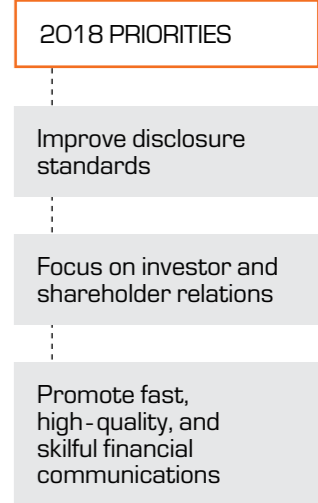 2018 PRIORITIES
Improve disclosure
standards
Focus on investor and
shareholder relations
Promote fast,
high-quality, and
skilful financial
communications